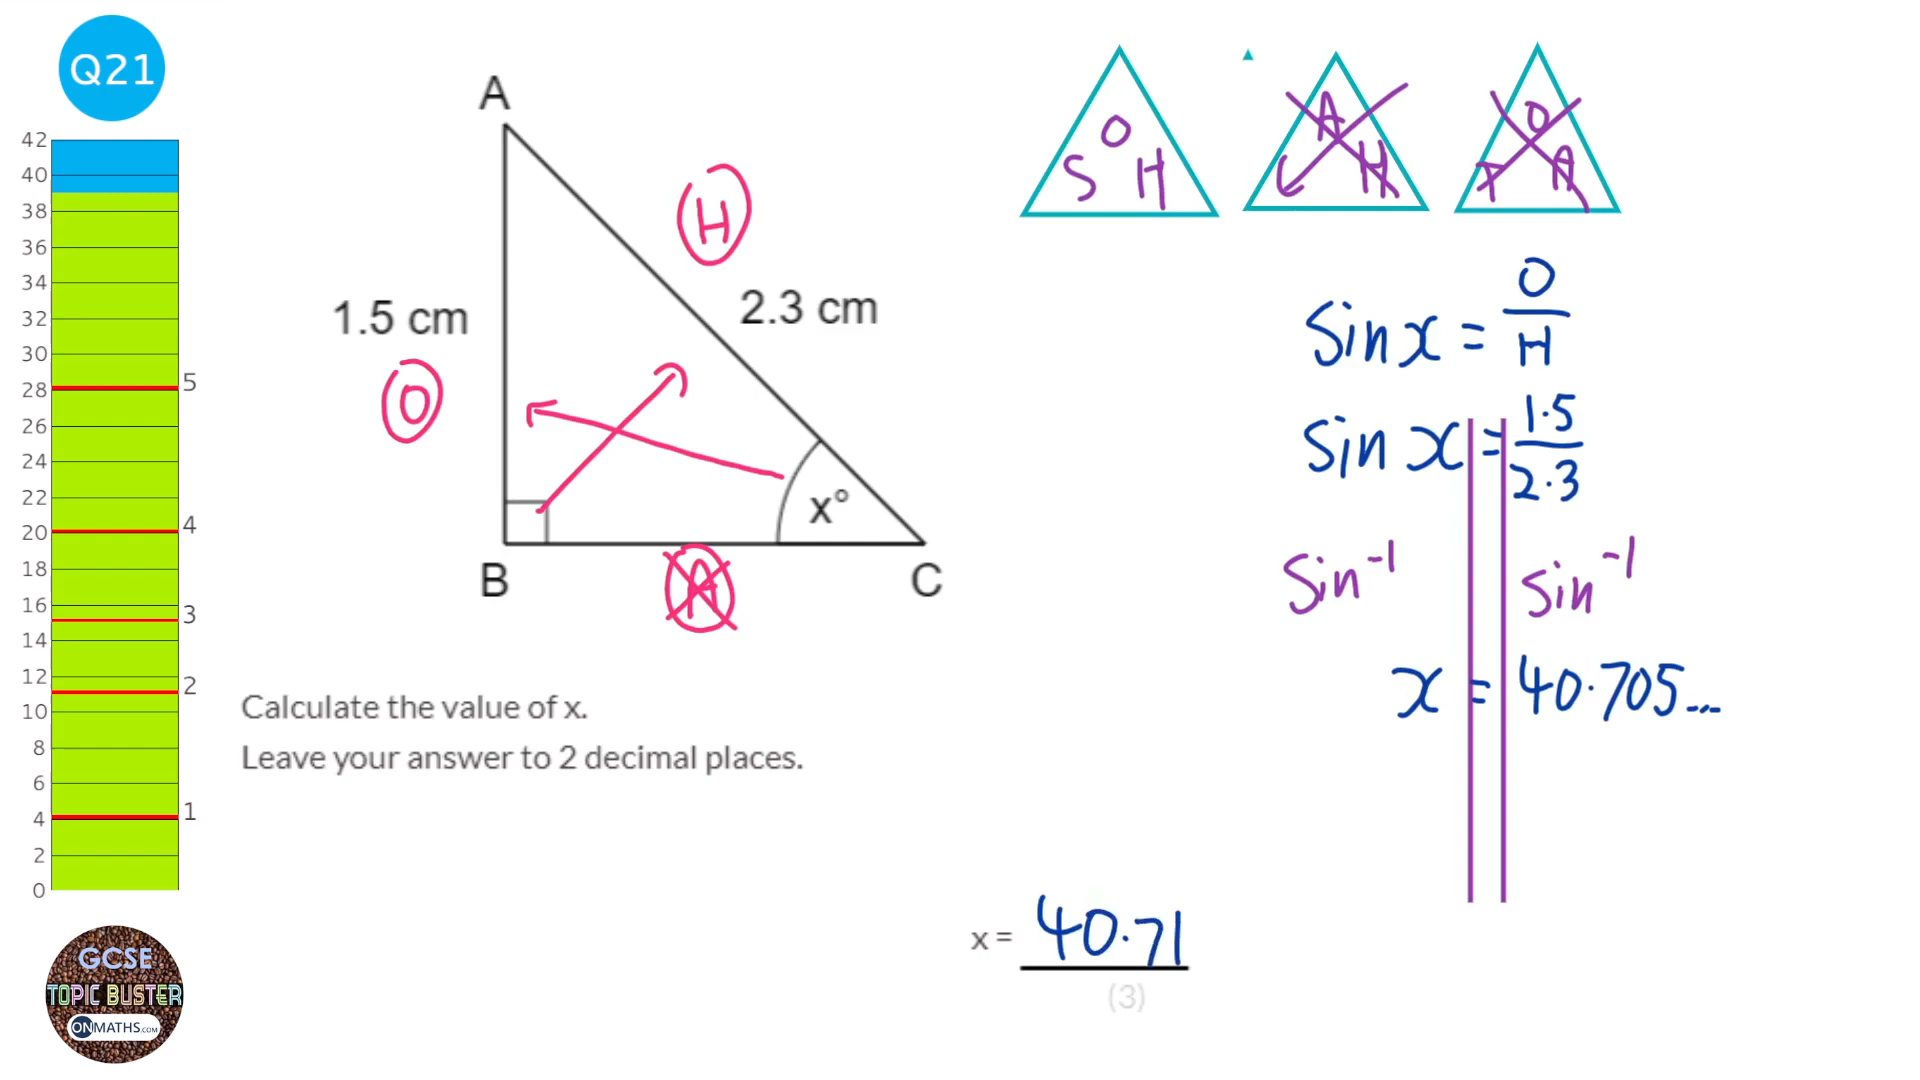 Q21
42
40
38
36
34
32
30
28
26
24
22
20
18
16
14
12
10
8
6
4
2
0
5
4
3
2
1
A
1.5 cm
2.3 cm
H
O
x°
B
A
C
S O H
C A H
T O A
Sin x = O/H
Sin x = 1.5/2.3
Sin⁻¹ Sin⁻¹
x = 40.705...
Calculate the value of x.
Leave your answer to 2 decimal places.
x = 40.71
(3)
GCSE
TOPIC BUSTER
ONMATHS.COM